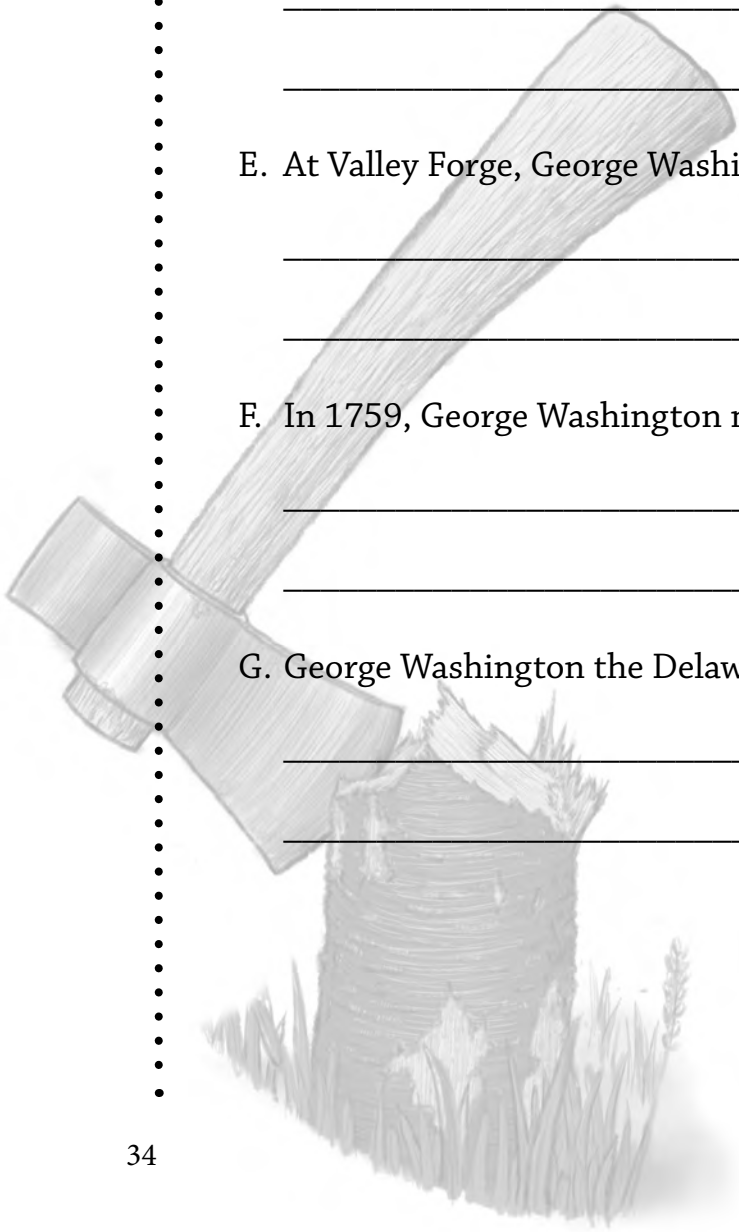 E. At Valley Forge, George Washi
F. In 1759, George Washington
G. George Washington the Delaw
34